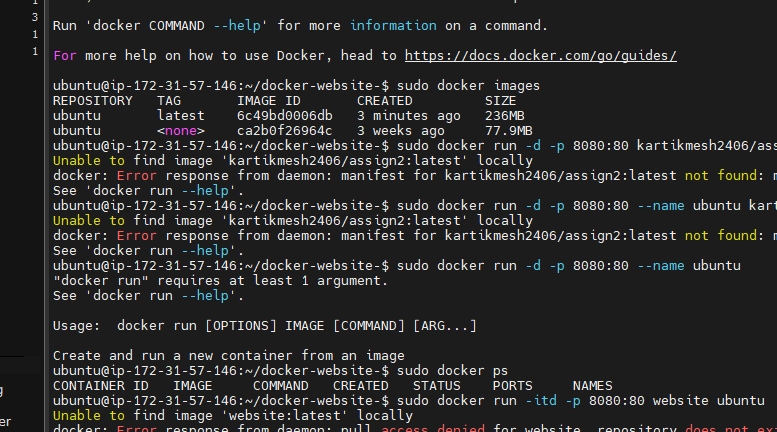 1
3
1
1
Run 'docker COMMAND --help' for more information on a command.
For more help on how to use Docker, head to https://docs.docker.com/go/guides/
ubuntu@ip-172-31-57-146:~/docker-website-$ sudo docker images
REPOSITORY   TAG       IMAGE ID       CREATED         SIZE
ubuntu       latest    6c49bd0006db   3 minutes ago   236MB
ubuntu       <none>    ca2b0f26964c   3 weeks ago     77.9MB
ubuntu@ip-172-31-57-146:~/docker-website-$ sudo docker run -d -p 8080:80 kartikmesh2406/ass
Unable to find image 'kartikmesh2406/assign2:latest' locally
docker: Error response from daemon: manifest for kartikmesh2406/assign2:latest not found: m
See 'docker run --help'.
ubuntu@ip-172-31-57-146:~/docker-website-$ sudo docker run -d -p 8080:80 --name ubuntu kart
Unable to find image 'kartikmesh2406/assign2:latest' locally
docker: Error response from daemon: manifest for kartikmesh2406/assign2:latest not found: m
See 'docker run --help'.
ubuntu@ip-172-31-57-146:~/docker-website-$ sudo docker run -d -p 8080:80 --name ubuntu
"docker run" requires at least 1 argument.
See 'docker run --help'.
Usage:  docker run [OPTIONS] IMAGE [COMMAND] [ARG...]
Create and run a new container from an image
ubuntu@ip-172-31-57-146:~/docker-website-$ sudo docker ps
CONTAINER ID   IMAGE     COMMAND   CREATED   STATUS    PORTS     NAMES
ubuntu@ip-172-31-57-146:~/docker-website-$ sudo docker run -itd -p 8080:80 website ubuntu
Unable to find image 'website:latest' locally
docker: Error response from daemon: pull access denied for website, repository does not exi